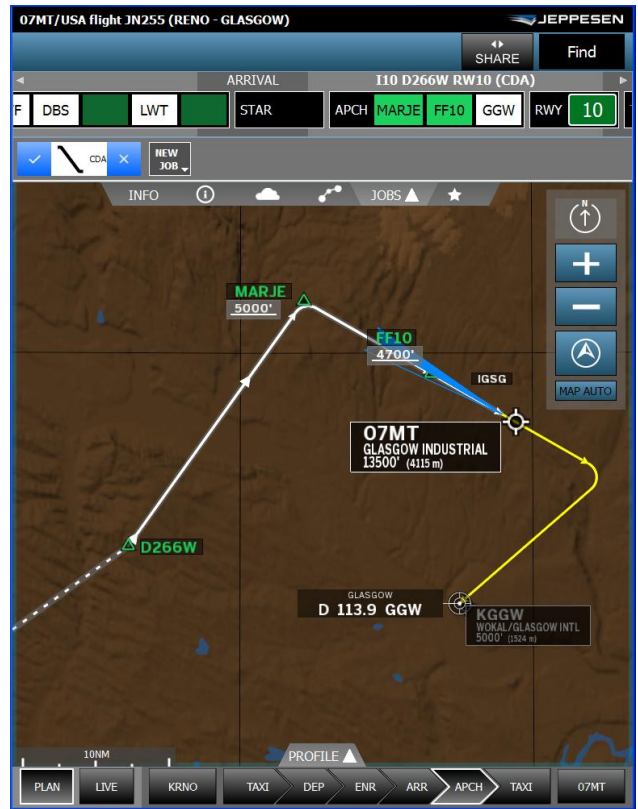 07MT/USA flight JN255 (RENO - GLASGOW)
JEPPESEN
SHARE
Find
ARRIVAL
I10 D266W RW10 (CDA)
F
DBS
LWT
STAR
APCH
MARJE
FF10
GGW
RWY
10
CDA
NEW
JOB
INFO
JOBS
N
MARJE
5000'
FF10
4700'
IGSG
MAP AUTO
07MT
GLASGOW INDUSTRIAL
13500' (4115 m)
D266W
GLASGOW
D 113.9 GGW
KGGW
WOKAL/GLASGOW INTL
5000' (1524 m)
10NM
PROFILE
PLAN
LIVE
KRNO
TAXI
DEP
ENR
ARR
APCH
TAXI
07MT